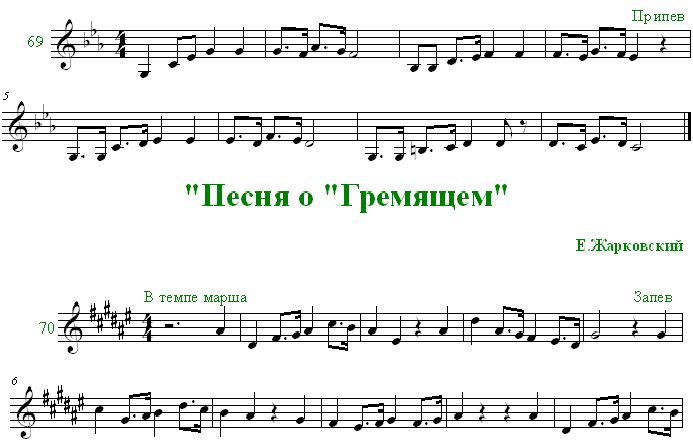 Припев
69
5
"Песня о "Гремящем"
Е.Жарковский
В темпе марша
Запев
70
6